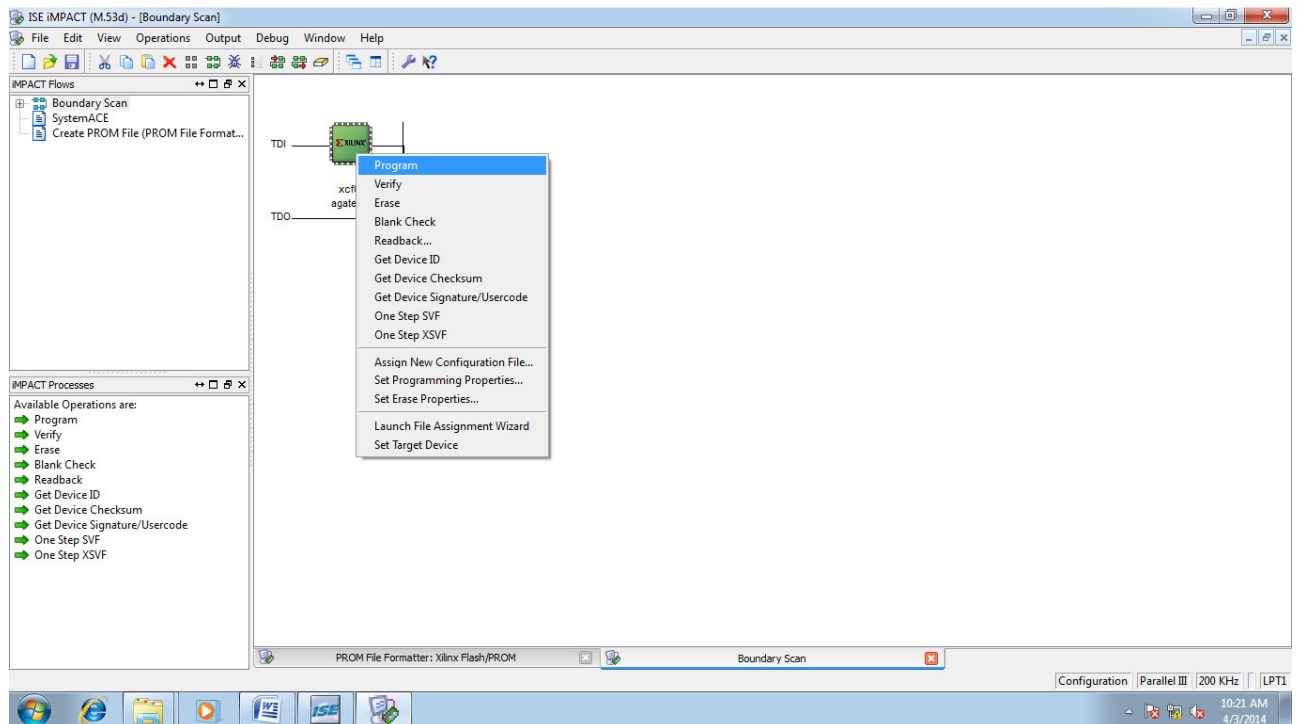 ISE iMPACT (M.53d) - [Boundary Scan]
File Edit View Operations Output Debug Window Help
iMPACT Flows
Boundary Scan
SystemACE
Create PROM File (PROM File Format...
iMPACT Processes
Available Operations are:
Program
Verify
Erase
Blank Check
Readback
Get Device ID
Get Device Checksum
Get Device Signature/Usercode
One Step SVF
One Step XSVF
TDI
XILINX
xcf
agate
TDO
Program
Verify
Erase
Blank Check
Readback...
Get Device ID
Get Device Checksum
Get Device Signature/Usercode
One Step SVF
One Step XSVF
Assign New Configuration File...
Set Programming Properties...
Set Erase Properties...
Launch File Assignment Wizard
Set Target Device
PROM File Formatter: Xilinx Flash/PROM
Boundary Scan
Configuration Parallel III 200 KHz LPT1
ISE
10:21 AM
4/3/2014